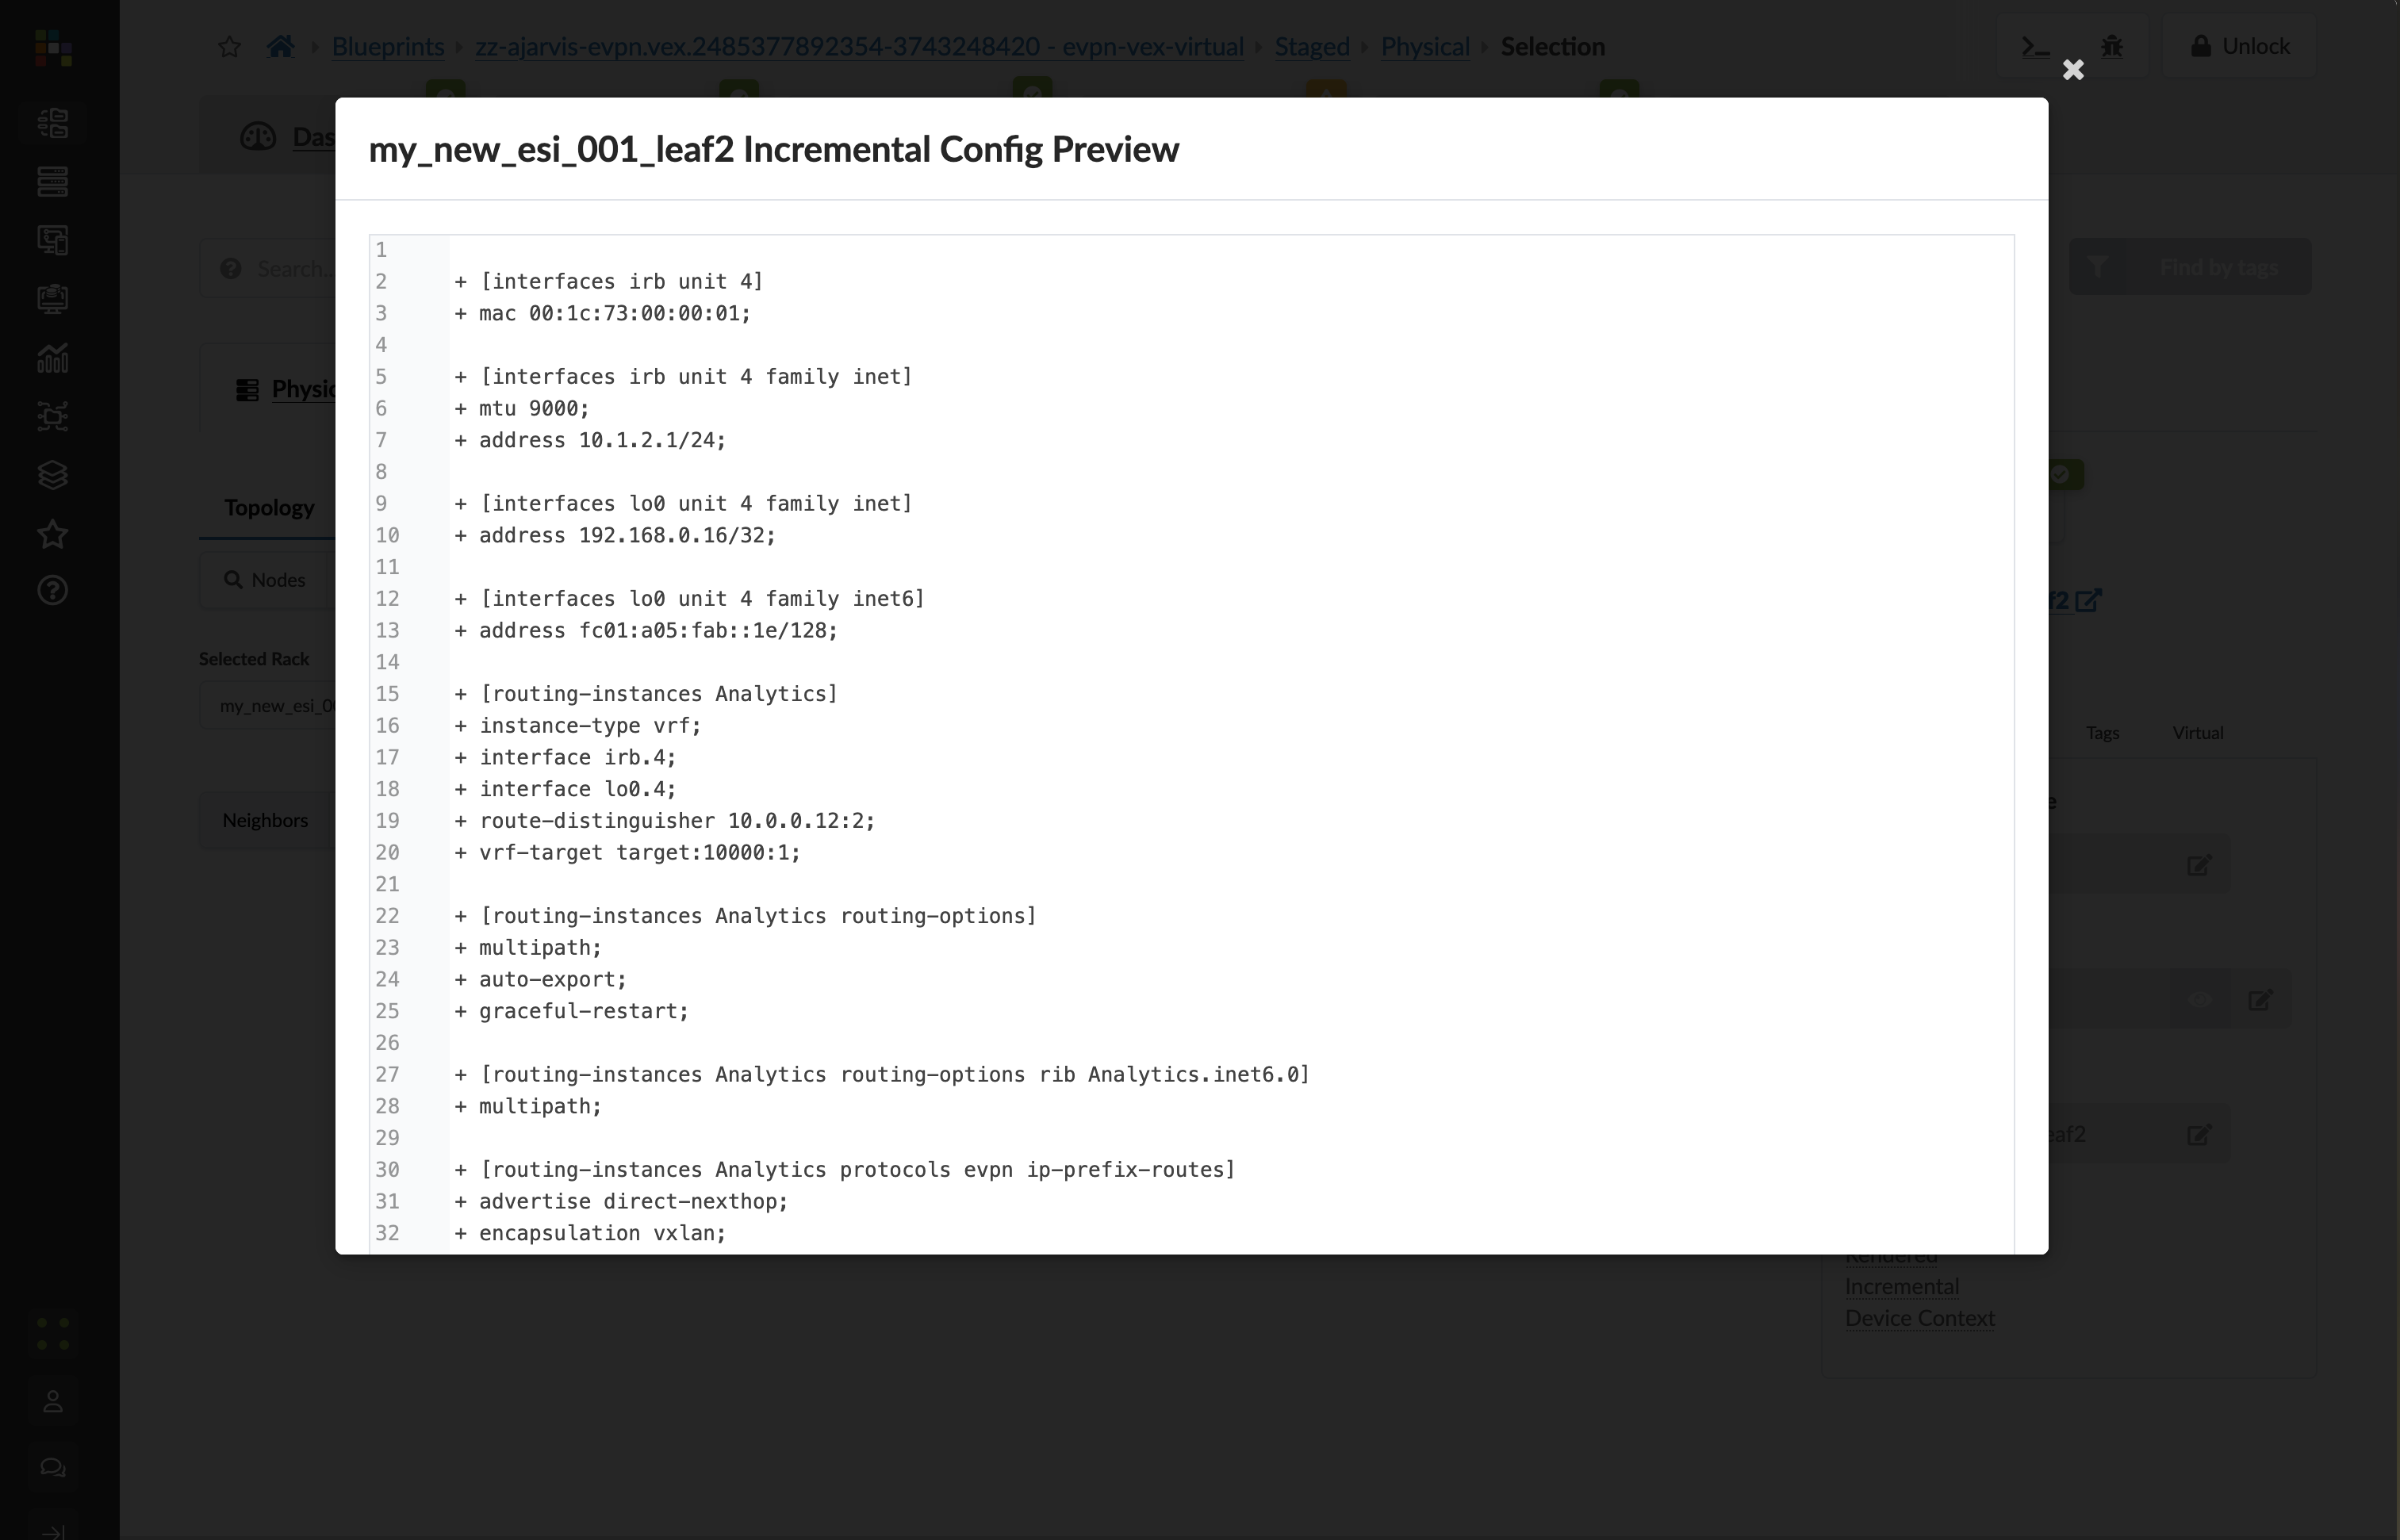 Blueprints zz-ajarvis-evpn.vex.2485377892354-3743248420 - evpn-vex-virtual Staged Physical Selection
Unlock
my_new_esi_001_leaf2 Incremental Config Preview
Search...
Find by tags
Topology
Nodes
Selected Rack
Neighbors
1
2 + [interfaces irb unit 4]
3 + mac 00:1c:73:00:00:01;
4
5 + [interfaces irb unit 4 family inet]
6 + mtu 9000;
7 + address 10.1.2.1/24;
8
9 + [interfaces lo0 unit 4 family inet]
10 + address 192.168.0.16/32;
11
12 + [interfaces lo0 unit 4 family inet6]
13 + address fc01:a05:fab::1e/128;
14
15 + [routing-instances Analytics]
16 + instance-type vrf;
17 + interface irb.4;
18 + interface lo0.4;
19 + route-distinguisher 10.0.0.12:2;
20 + vrf-target target:10000:1;
21
22 + [routing-instances Analytics routing-options]
23 + multipath;
24 + auto-export;
25 + graceful-restart;
26
27 + [routing-instances Analytics routing-options rib Analytics.inet6.0]
28 + multipath;
29
30 + [routing-instances Analytics protocols evpn ip-prefix-routes]
31 + advertise direct-nexthop;
32 + encapsulation vxlan;
Tags Virtual
Rendered
Incremental
Device Context